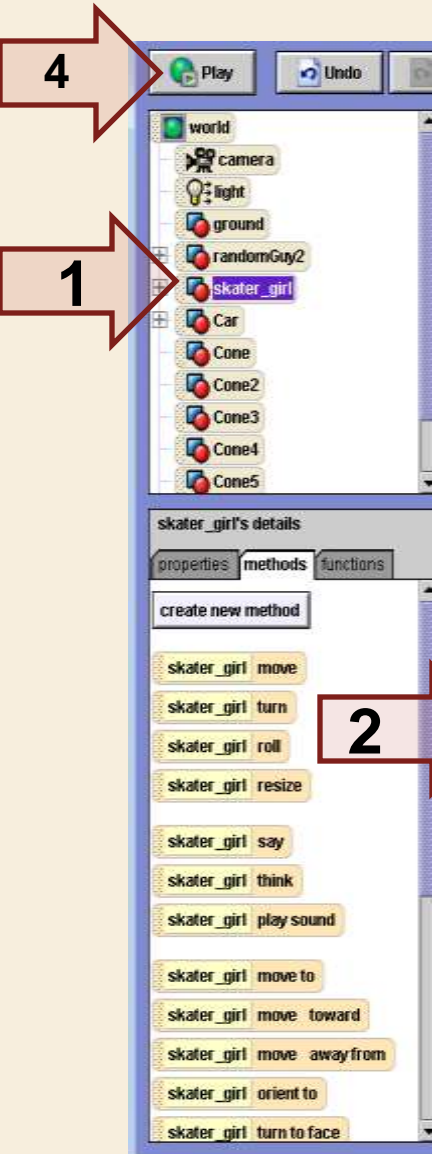 4
Play Undo
world
camera
light
ground
randomGuy2
1
skater_girl
Car
Cone
Cone2
Cone3
Cone4
Cone5
skater_girl's details
properties methods functions
create new method
skater_girl move
skater_girl turn
2
skater_girl roll
skater_girl resize
skater_girl say
skater_girl think
skater_girl play sound
skater_girl move to
skater_girl move toward
skater_girl move away from
skater_girl orient to
skater_girl turn to face